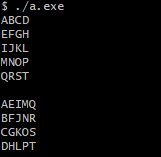 $ ./a.exe
ABCD
EFGH
IJKL
MNOP
QRST

AEIMQ
BFJNR
CGKOS
DHLPT